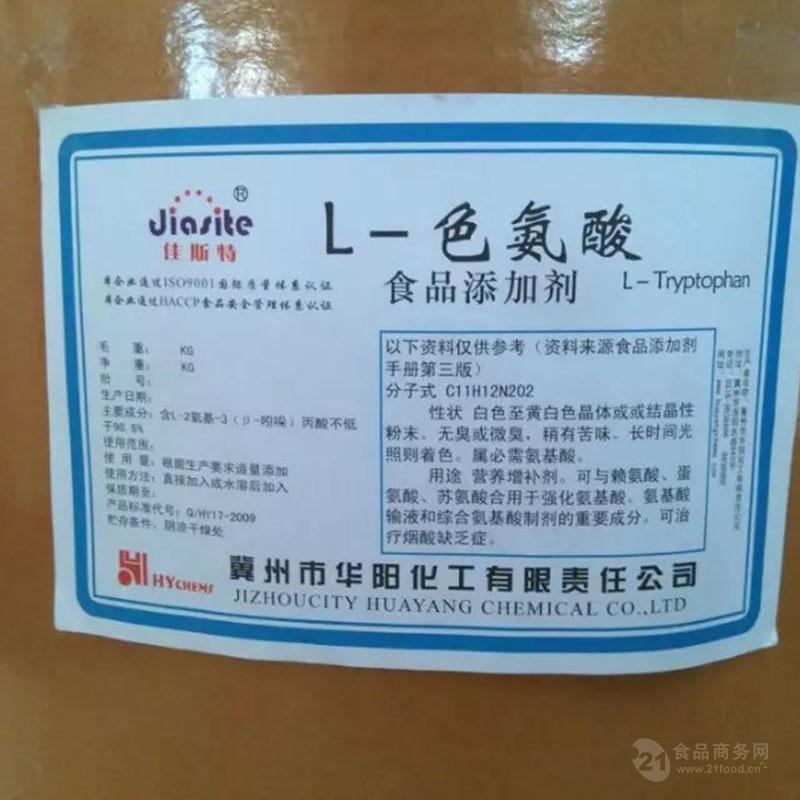 Jiasite®
佳斯特
L-色氨酸
食品添加剂 L-Tryptophan
本企业通过ISO9001国际质量体系认证
本企业通过HACCP食品安全管理体系认证
毛 重: KG
净 重: KG
批 号:
生产日期:
主要成分: 含L-2氨基-3(β-吲哚)丙酸不低
于98.5%
使用范围:
使 用 量: 根据生产要求适量添加
使用方法: 直接加入或水溶后加入
保质期至:
产品标准代号: Q/HY17-2009
贮存条件: 阴凉干燥处
以下资料仅供参考(资料来源食品添加剂
手册第三版)
分子式 C11H12N2O2
性状 白色至黄白色晶体或或结晶性
粉末。无臭或微臭,稍有苦味。长时间光
照则着色。属必需氨基酸。
用途 营养增补剂。可与赖氨酸、蛋
氨酸、苏氨酸合用于强化氨基酸。氨基酸
输液和综合氨基酸制剂的重要成分。可治
疗烟酸缺乏症。
HYCHEMS
冀州市华阳化工有限责任公司
JIZHOUCITY HUAYANG CHEMICAL CO.,LTD
21 食品商务网
www.21food.cn